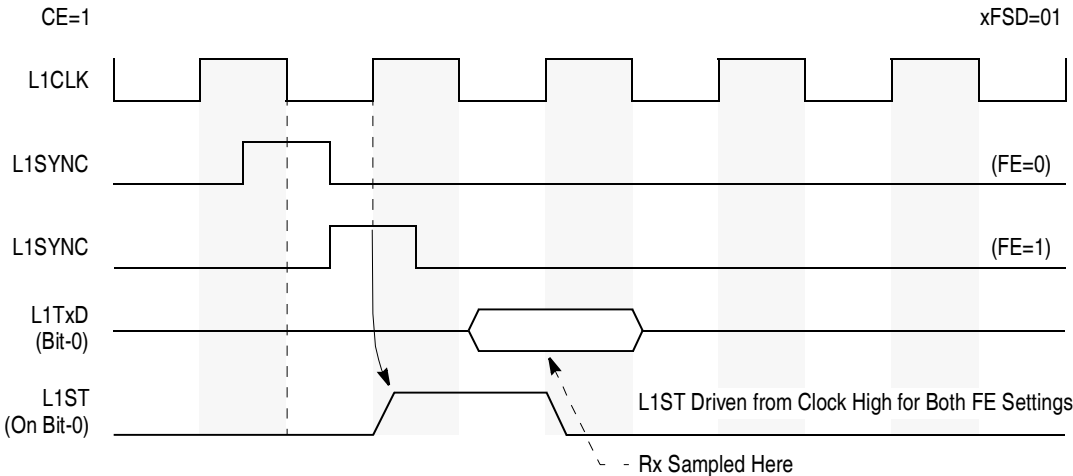 CE=1
xFSD=01
L1CLK
L1SYNC
(FE=0)
L1SYNC
(FE=1)
L1TxD
(Bit-0)
L1ST
(On Bit-0)
L1ST Driven from Clock High for Both FE Settings
Rx Sampled Here